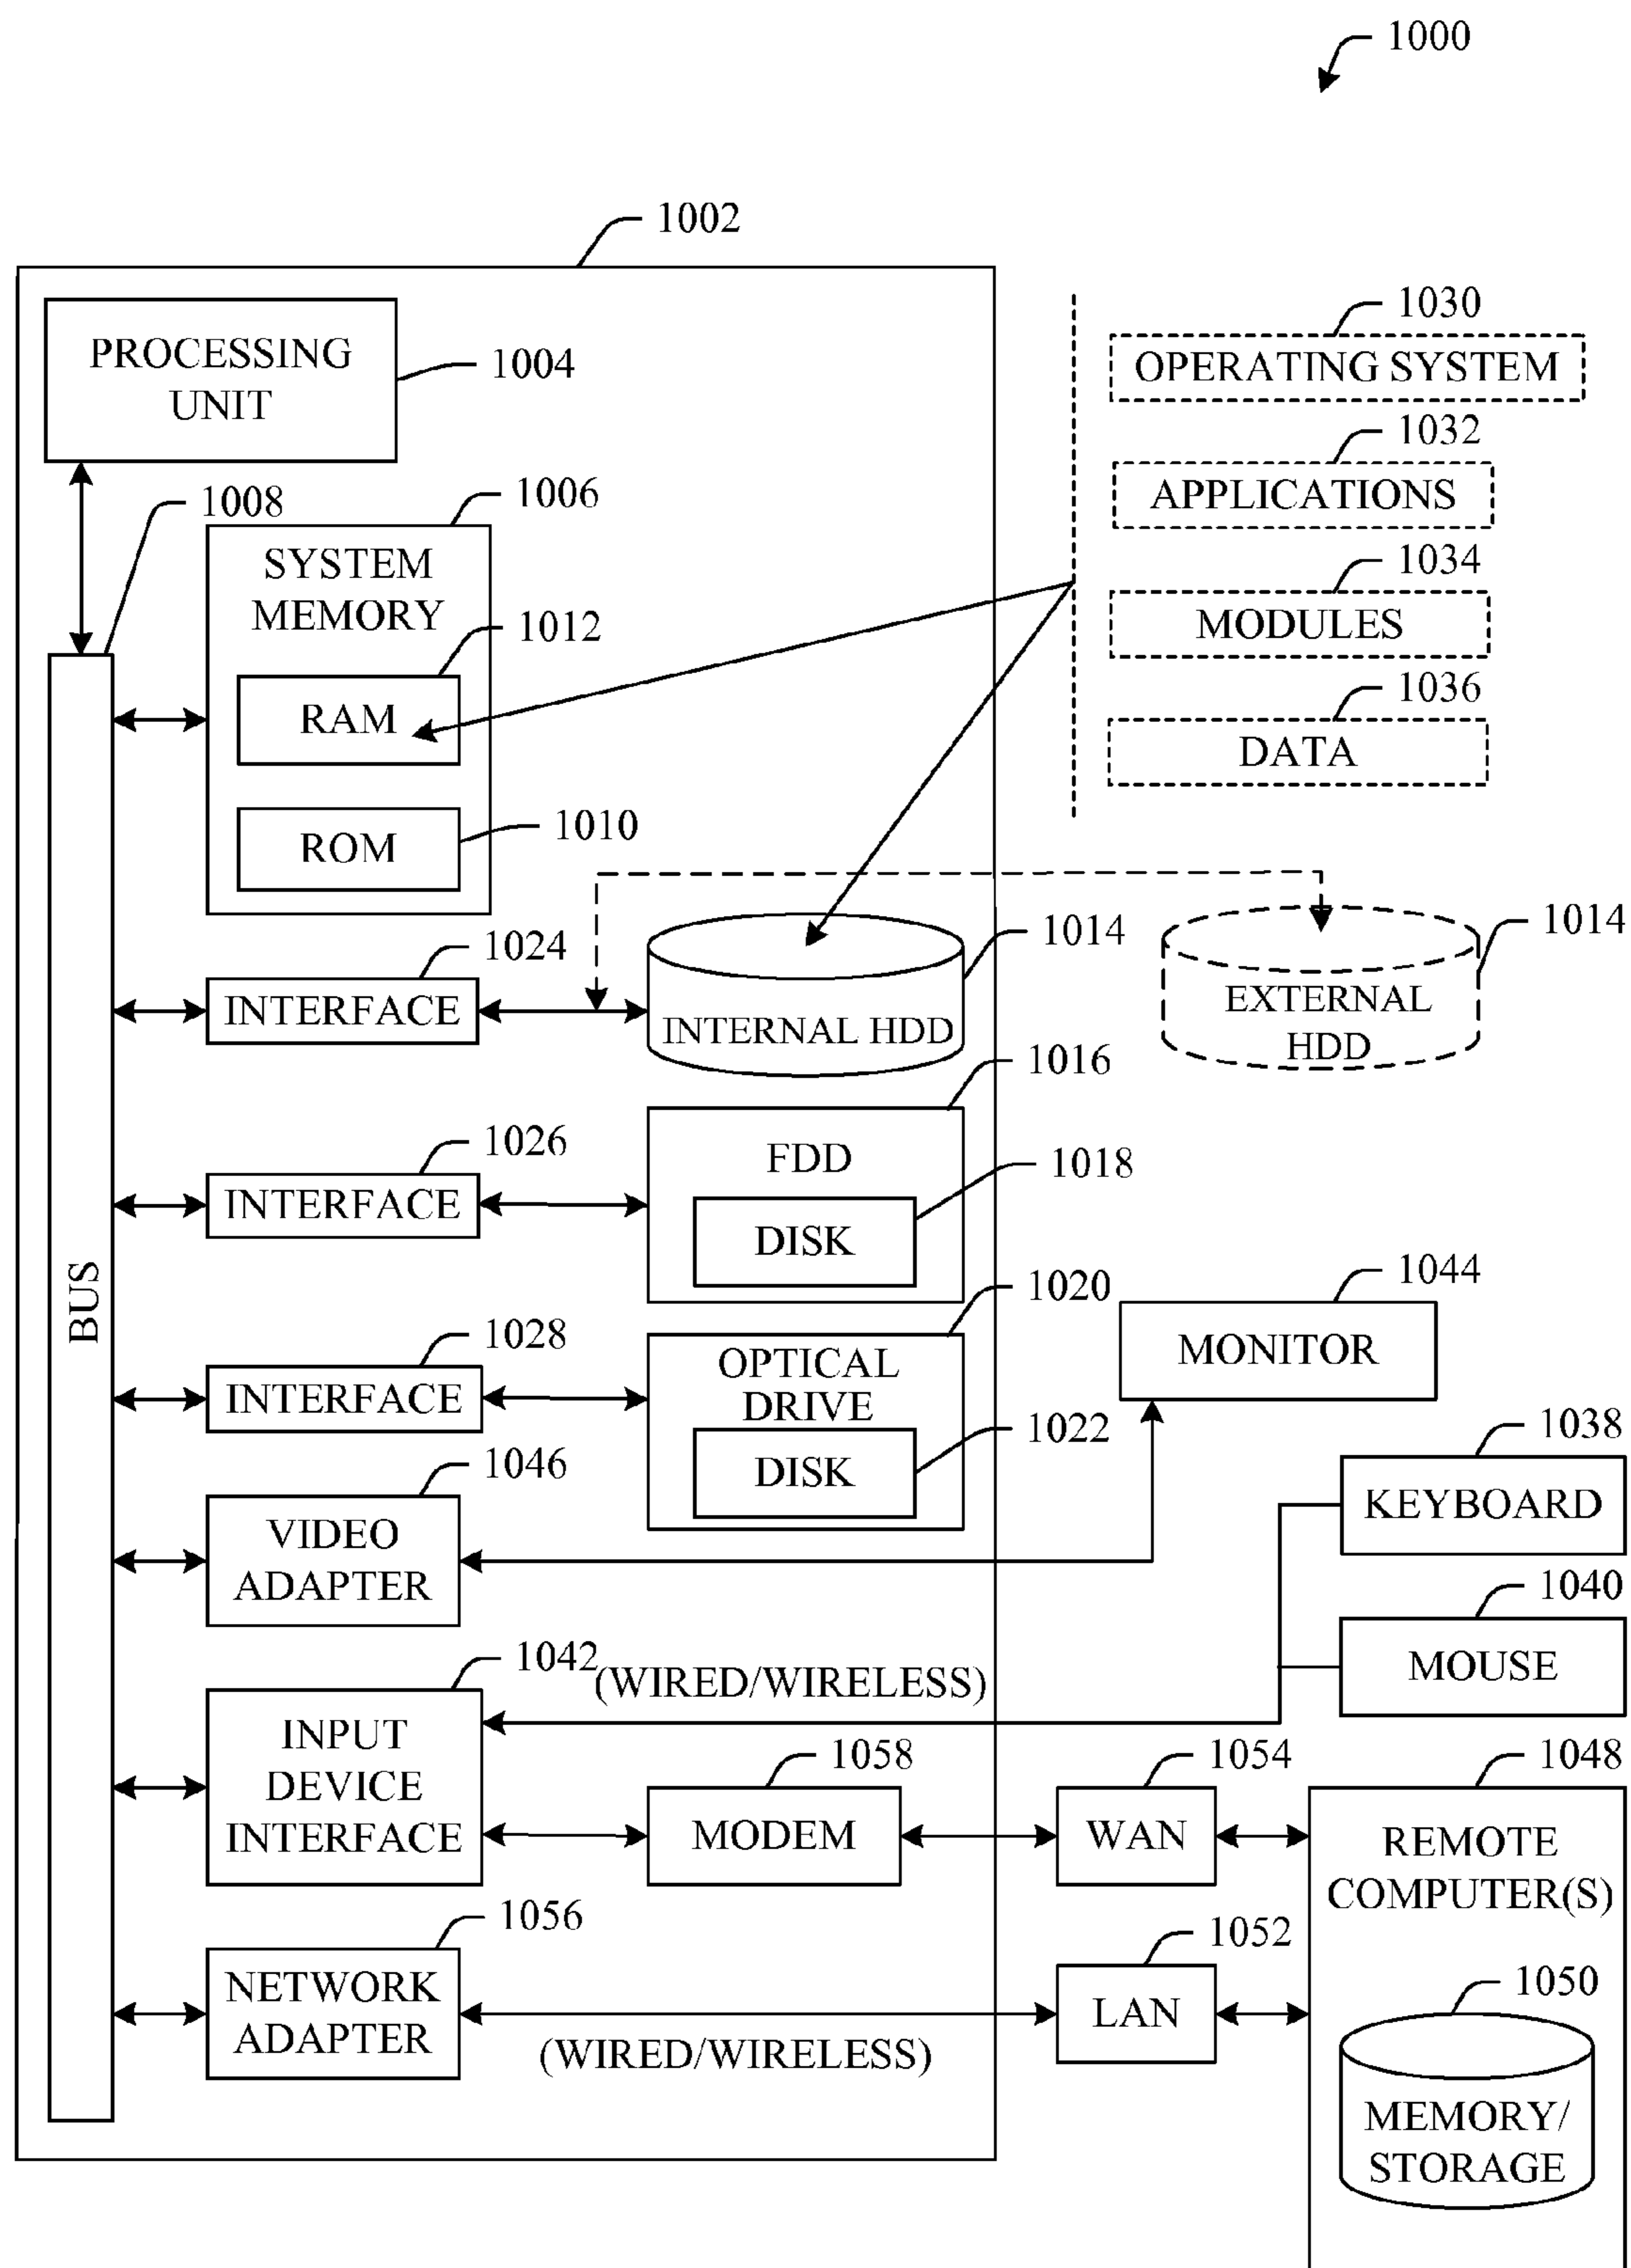 1000
1002
PROCESSING
UNIT
1004
1008
1006
SYSTEM
MEMORY
1012
RAM
1010
ROM
1030
OPERATING SYSTEM
1032
APPLICATIONS
1034
MODULES
1036
DATA
BUS
1024
INTERFACE
1014
INTERNAL HDD
1014
EXTERNAL
HDD
1026
INTERFACE
1016
FDD
1018
DISK
1028
INTERFACE
1020
OPTICAL
DRIVE
1022
DISK
1044
MONITOR
1046
VIDEO
ADAPTER
1038
KEYBOARD
1040
MOUSE
1042
(WIRED/WIRELESS)
INPUT
DEVICE
INTERFACE
1058
MODEM
1054
WAN
1048
REMOTE
COMPUTER(S)
1056
NETWORK
ADAPTER
(WIRED/WIRELESS)
1052
LAN
1050
MEMORY/
STORAGE